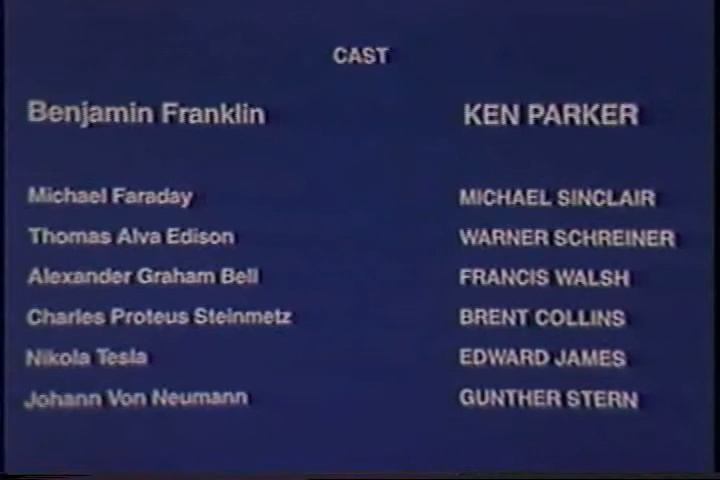 CAST
Benjamin Franklin KEN PARKER
Michael Faraday MICHAEL SINCLAIR
Thomas Alva Edison WARNER SCHREINER
Alexander Graham Bell FRANCIS WALSH
Charles Proteus Steinmetz BRENT COLLINS
Nikola Tesla EDWARD JAMES
Johann Von Neumann GUNTHER STERN